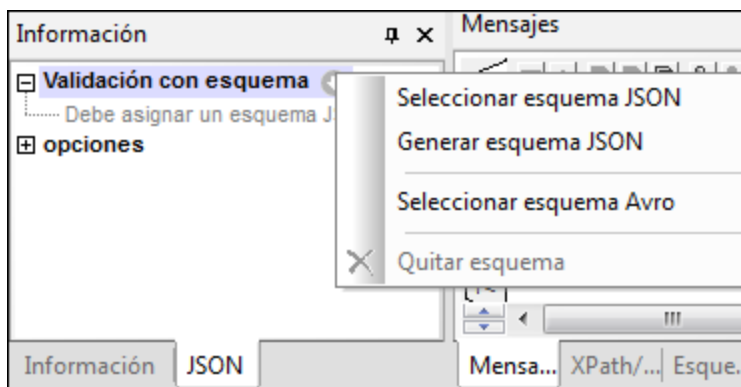 Información
Mensajes
Validación con esquema
Debe asignar un esquema
opciones
Seleccionar esquema JSON
Generar esquema JSON
Seleccionar esquema Avro
Quitar esquema
Información
JSON
Mensa...
XPath/...
Esque.